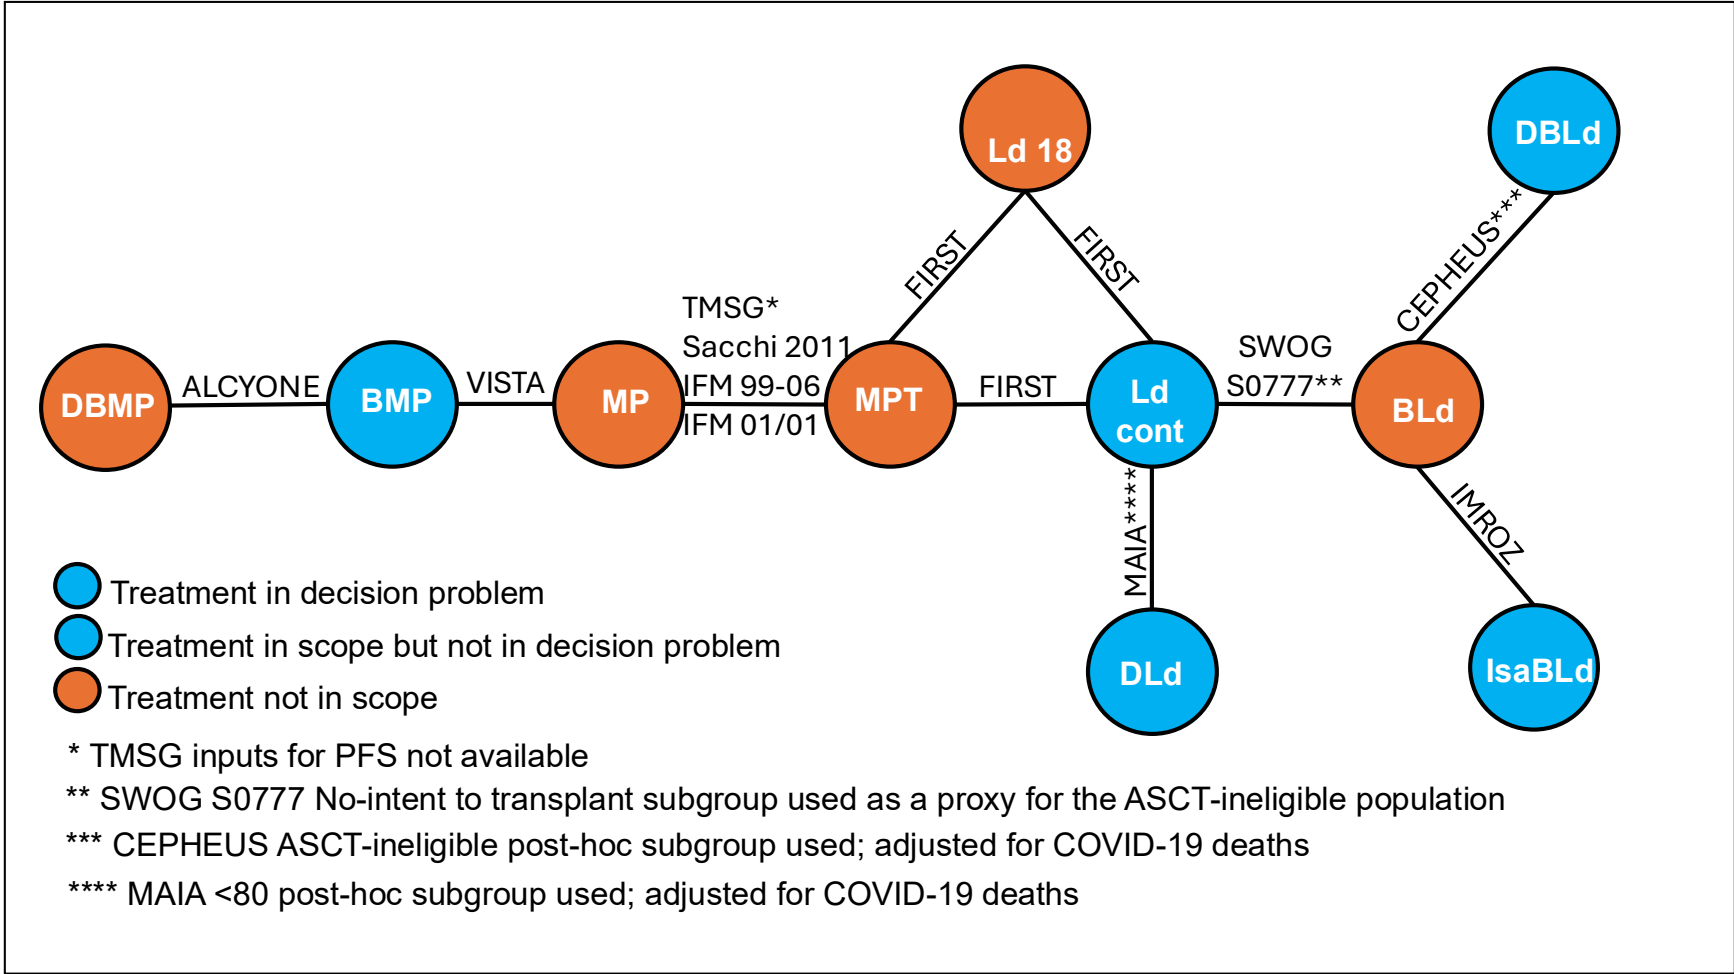 Ld 18
DBLd
FIRST
FIRST
CEPHEUS***
TMSG*
Sacchi 2011
IFM 99-06
IFM 01/01
SWOG
S0777**
DBMP
ALCYONE
BMP
VISTA
MP
MPT
FIRST
Ld
cont
BLd
MAIA****
IMROZ
DLd
IsaBLd
Treatment in decision problem
Treatment in scope but not in decision problem
Treatment not in scope
* TMSG inputs for PFS not available
** SWOG S0777 No-intent to transplant subgroup used as a proxy for the ASCT-ineligible population
*** CEPHEUS ASCT-ineligible post-hoc subgroup used; adjusted for COVID-19 deaths
**** MAIA <80 post-hoc subgroup used; adjusted for COVID-19 deaths